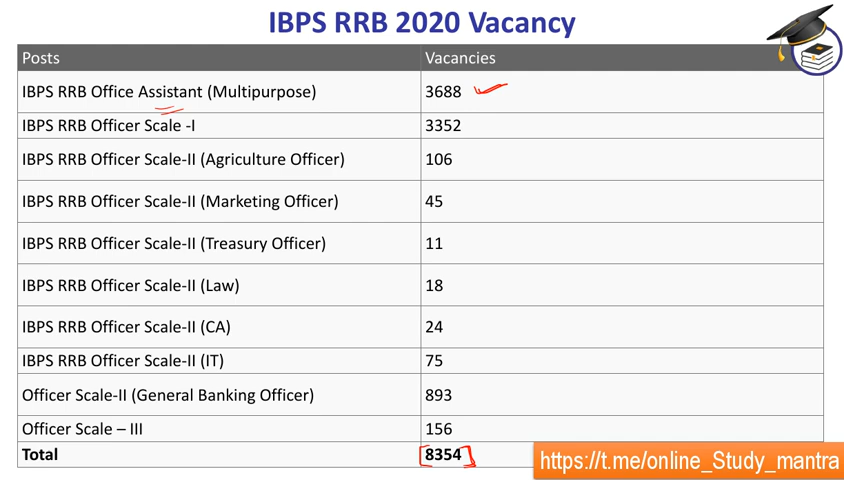 IBPS RRB 2020 Vacancy
Posts Vacancies
IBPS RRB Office Assistant (Multipurpose) 3688
IBPS RRB Officer Scale -I 3352
IBPS RRB Officer Scale-II (Agriculture Officer) 106
IBPS RRB Officer Scale-II (Marketing Officer) 45
IBPS RRB Officer Scale-II (Treasury Officer) 11
IBPS RRB Officer Scale-II (Law) 18
IBPS RRB Officer Scale-II (CA) 24
IBPS RRB Officer Scale-II (IT) 75
Officer Scale-II (General Banking Officer) 893
Officer Scale – III 156
Total 8354
https://t.me/online_Study_mantra